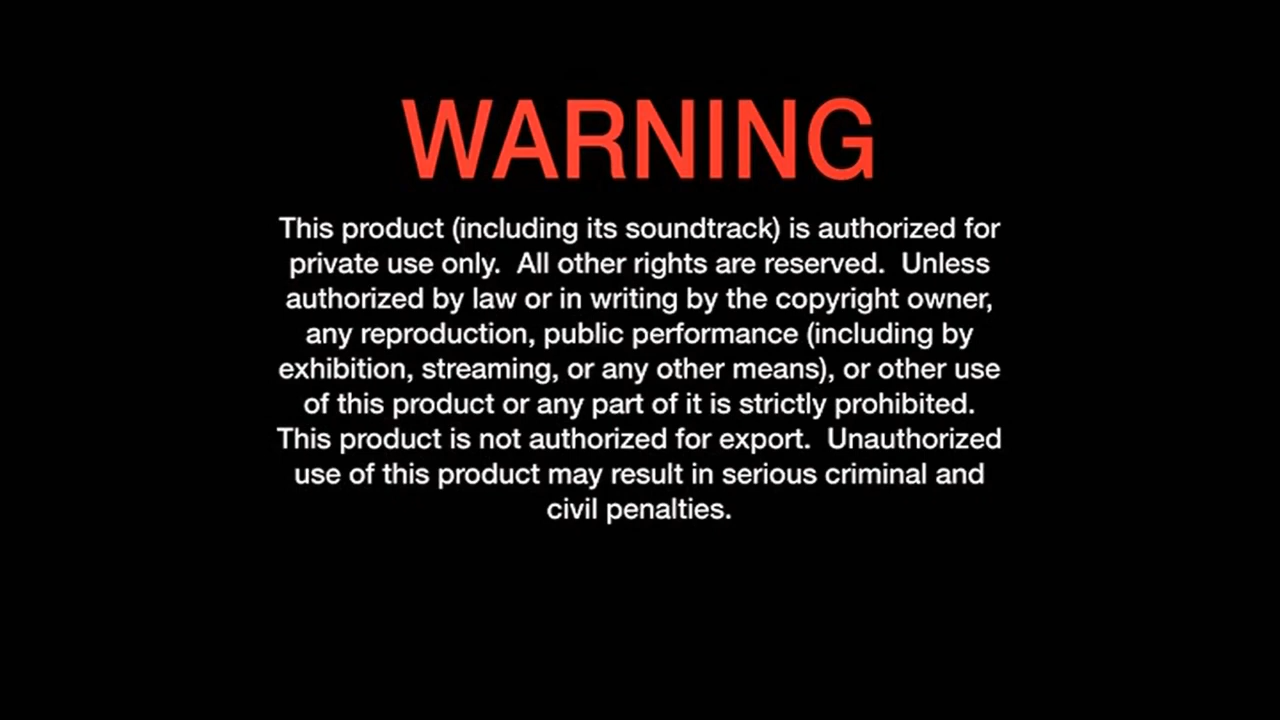 WARNING
This product (including its soundtrack) is authorized for
private use only.  All other rights are reserved.  Unless
authorized by law or in writing by the copyright owner,
any reproduction, public performance (including by
exhibition, streaming, or any other means), or other use
of this product or any part of it is strictly prohibited.
This product is not authorized for export.  Unauthorized
use of this product may result in serious criminal and
civil penalties.